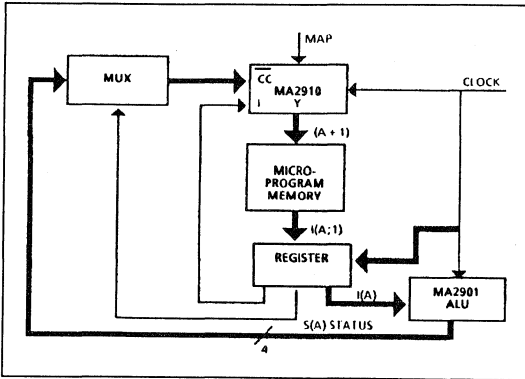 MAP
MUX
CC
MA2910
I Y
CLOCK
(A + 1)
MICRO-
PROGRAM
MEMORY
I(A; 1)
REGISTER
I(A)
MA2901
ALU
S(A) STATUS
4